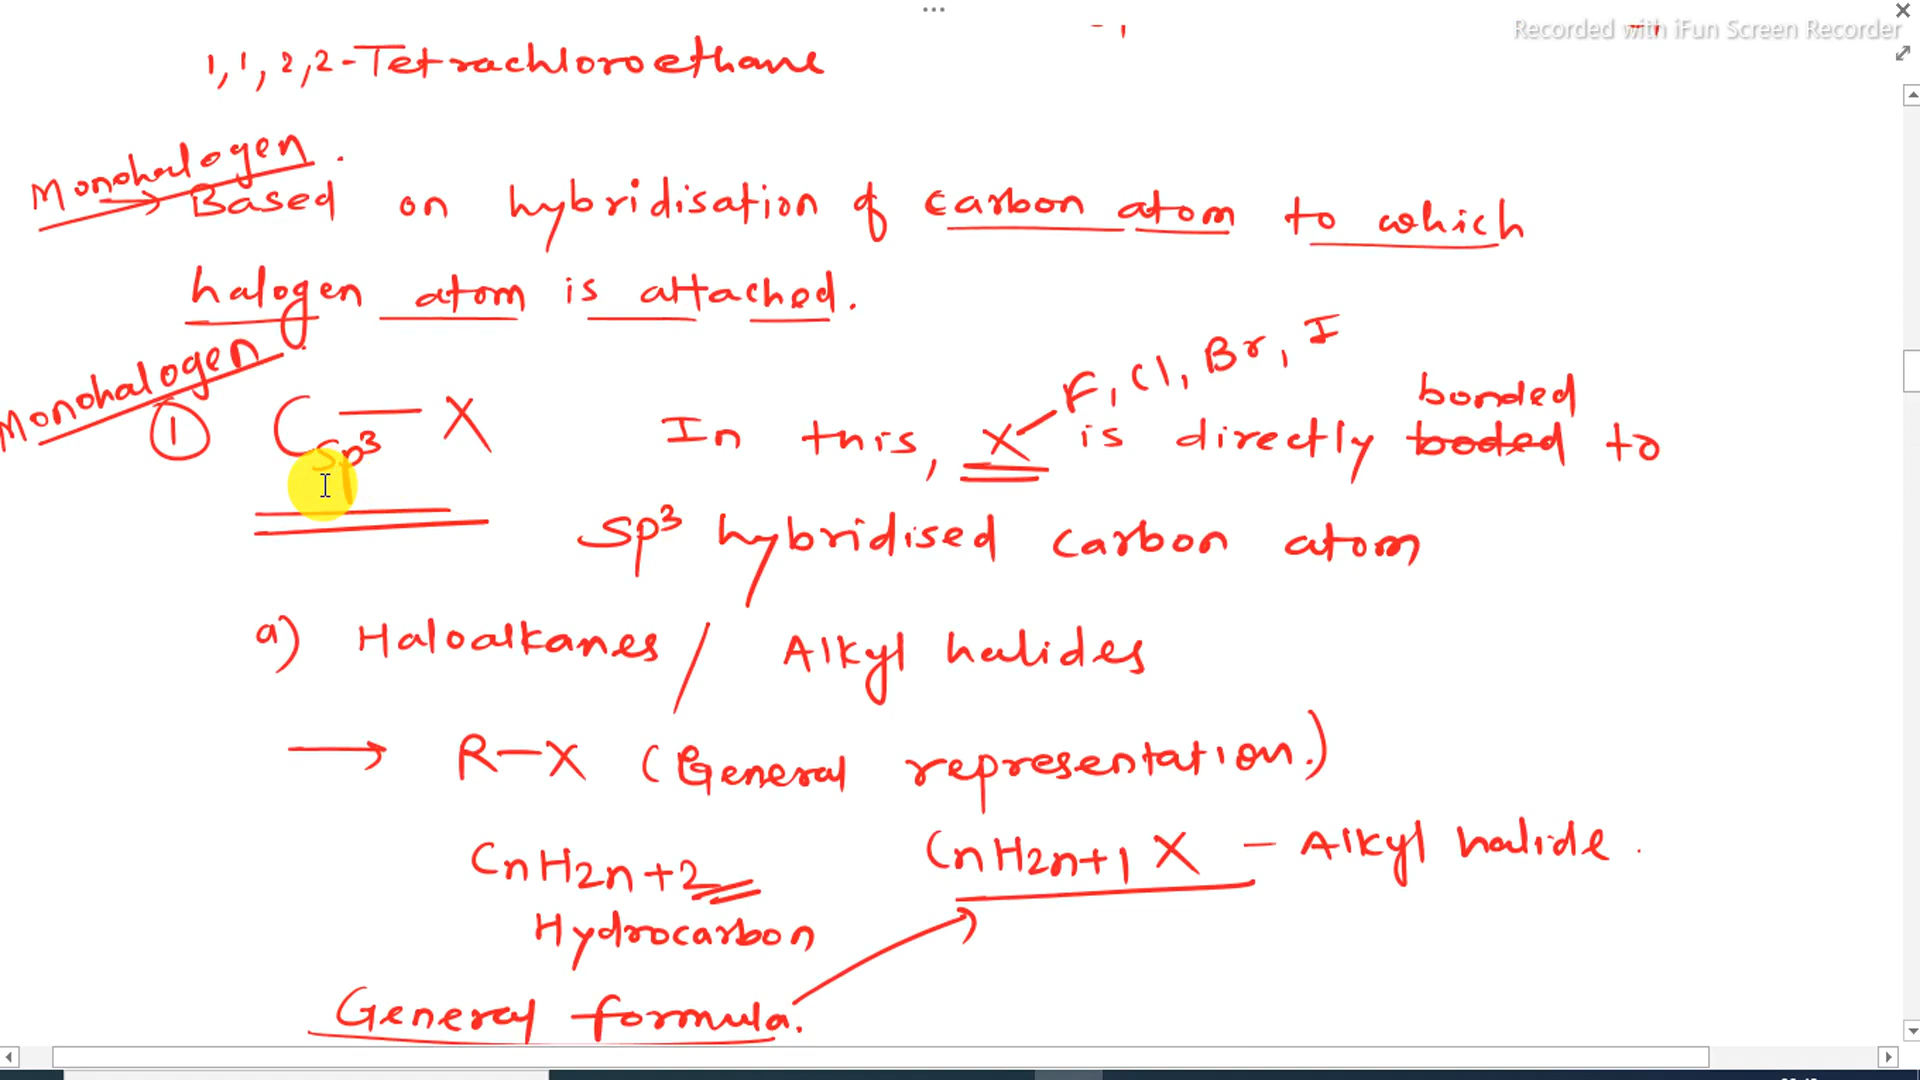 Recorded with iFun Screen Recorder
1,1,2,2-Tetrachloroethane
Monohalogen.
→ Based on hybridisation of carbon atom to which
halogen atom is attached.
Monohalogen.
① C — X
sp³
F, Cl, Br, I
In this, X is directly boded bonded to
sp³ hybridised carbon atom
a) Haloalkanes / Alkyl halides
→ R—X (General representation.)
CnH2n+2
Hydrocarbon
CnH2n+1 X — Alkyl halide.
General formula.